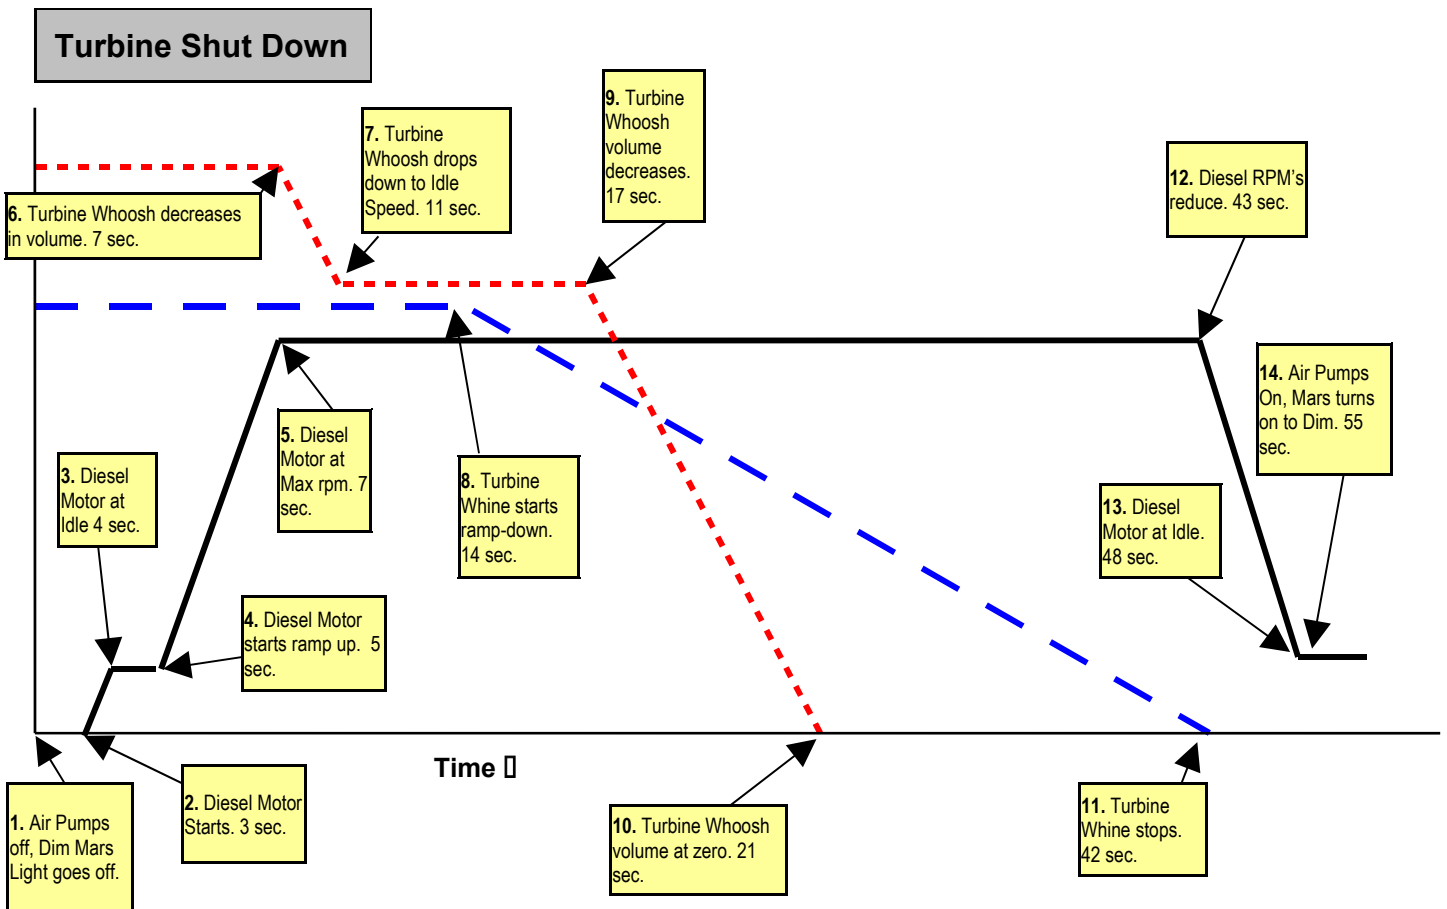 Turbine Shut Down
9. Turbine
Whoosh
volume
decreases.
17 sec.
7. Turbine
Whoosh drops
down to Idle
Speed. 11 sec.
12. Diesel RPM's
reduce. 43 sec.
6. Turbine Whoosh decreases
in volume. 7 sec.
14. Air Pumps
On, Mars turns
on to Dim. 55
sec.
5. Diesel
Motor at
Max rpm. 7
sec.
3. Diesel
Motor at
Idle 4 sec.
8. Turbine
Whine starts
ramp-down.
14 sec.
13. Diesel
Motor at Idle.
48 sec.
4. Diesel Motor
starts ramp up. 5
sec.
Time
2. Diesel Motor
Starts. 3 sec.
1. Air Pumps
off, Dim Mars
Light goes off.
10. Turbine Whoosh
volume at zero. 21
sec.
11. Turbine
Whine stops.
42 sec.